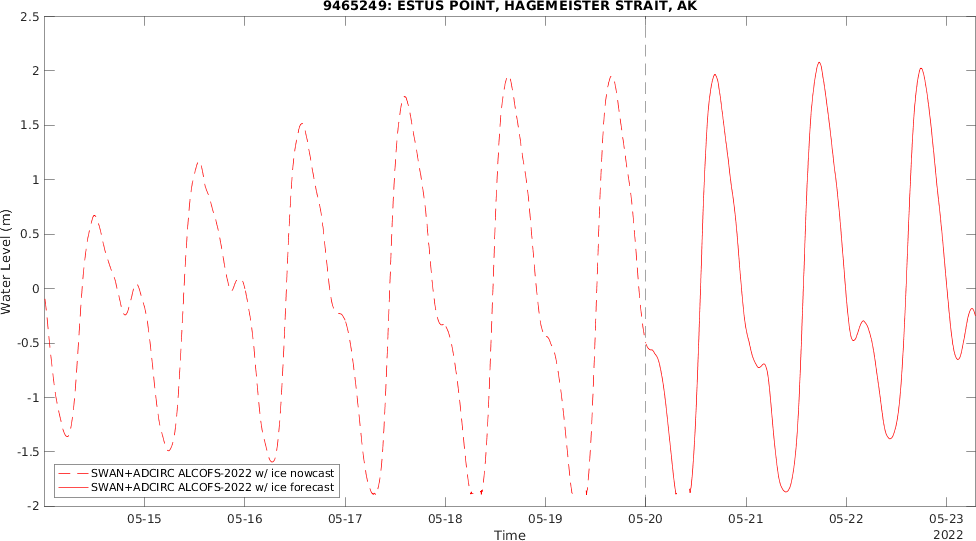 9465249: ESTUS POINT, HAGEMEISTER STRAIT, AK
2.5
2
1.5
1
0.5
0
-0.5
-1
-1.5
-2
Water Level (m)
SWAN+ADCIRC ALCOFS-2022 w/ ice nowcast
SWAN+ADCIRC ALCOFS-2022 w/ ice forecast
05-15 05-16 05-17 05-18 05-19 05-20 05-21 05-22 05-23
Time 2022